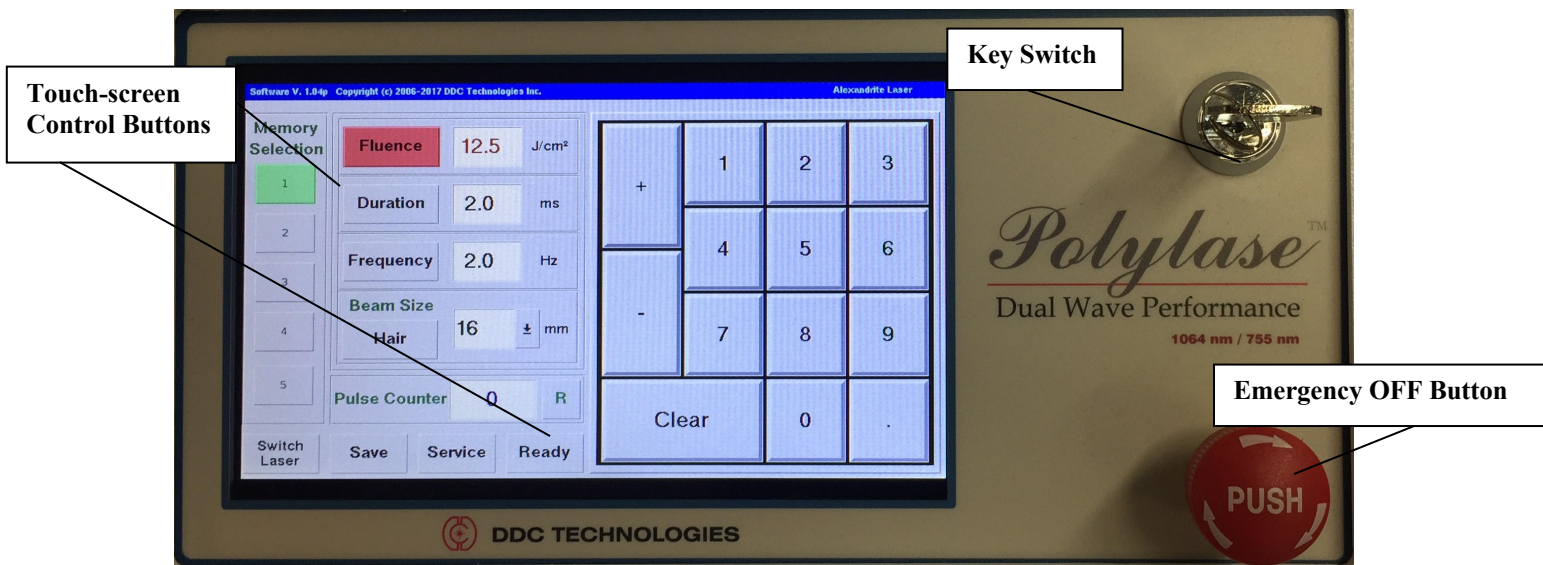 Key Switch
Touch-screen
Control Buttons
Software V. 1.04p Copyright (c) 2006-2017 DDC Technologies Inc.
Alexandrite Laser
Memory
Selection
1
2
3
4
5
Fluence 12.5 J/cm²
Duration 2.0 ms
Frequency 2.0 Hz
Beam Size
Hair 16 mm
Pulse Counter 0 R
Switch
Laser
Save Service Ready
+ 1 2 3
4 5 6
- 7 8 9
Clear 0 .
Polylase™
Dual Wave Performance
1064 nm / 755 nm
Emergency OFF Button
PUSH
DDC TECHNOLOGIES